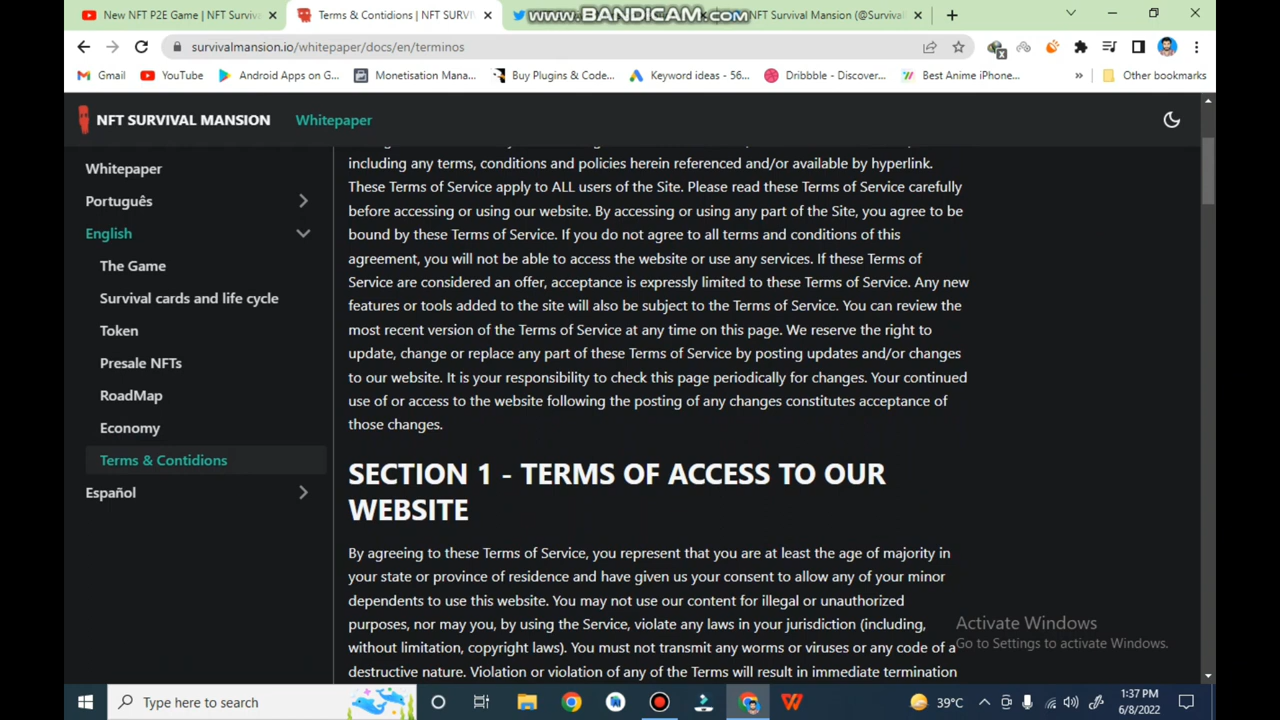 New NFT P2E Game | NFT Surviva
Terms & Contidions | NFT SURVI
www.BANDICAM.com
NFT Survival Mansion (@Survival
survivalmansion.io/whitepaper/docs/en/terminos
Gmail
YouTube
Android Apps on G...
Monetisation Mana...
Buy Plugins & Code...
Keyword ideas - 56...
Dribbble - Discover...
Best Anime iPhone...
»
Other bookmarks
NFT SURVIVAL MANSION
Whitepaper
Whitepaper
Português
English
The Game
Survival cards and life cycle
Token
Presale NFTs
RoadMap
Economy
Terms & Contidions
Español
including any terms, conditions and policies herein referenced and/or available by hyperlink.
These Terms of Service apply to ALL users of the Site. Please read these Terms of Service carefully
before accessing or using our website. By accessing or using any part of the Site, you agree to be
bound by these Terms of Service. If you do not agree to all terms and conditions of this
agreement, you will not be able to access the website or use any services. If these Terms of
Service are considered an offer, acceptance is expressly limited to these Terms of Service. Any new
features or tools added to the site will also be subject to the Terms of Service. You can review the
most recent version of the Terms of Service at any time on this page. We reserve the right to
update, change or replace any part of these Terms of Service by posting updates and/or changes
to our website. It is your responsibility to check this page periodically for changes. Your continued
use of or access to the website following the posting of any changes constitutes acceptance of
those changes.
SECTION 1 - TERMS OF ACCESS TO OUR
WEBSITE
By agreeing to these Terms of Service, you represent that you are at least the age of majority in
your state or province of residence and have given us your consent to allow any of your minor
dependents to use this website. You may not use our content for illegal or unauthorized
purposes, nor may you, by using the Service, violate any laws in your jurisdiction (including,
without limitation, copyright laws). You must not transmit any worms or viruses or any code of a
destructive nature. Violation or violation of any of the Terms will result in immediate termination
Activate Windows
Go to Settings to activate Windows.
Type here to search
39°C
1:37 PM
6/8/2022